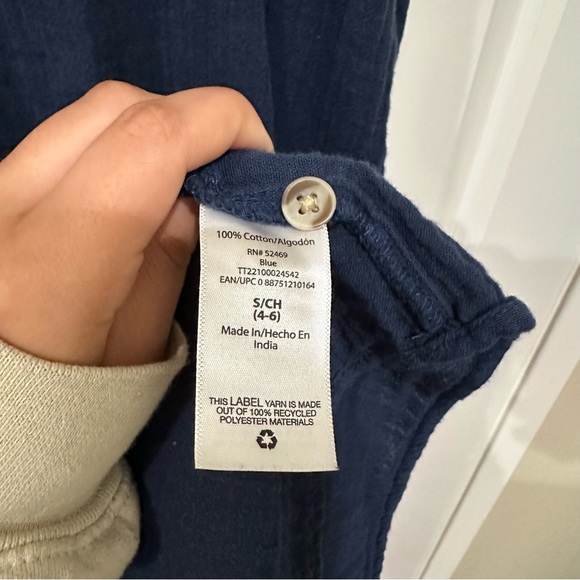 100% Cotton/Algodón
RN# 52469
Blue
TT22100024542
EAN/UPC 0 88751210164
S/CH
(4-6)
Made In/Hecho En
India
THIS LABEL YARN IS MADE
OUT OF 100% RECYCLED
POLYESTER MATERIALS